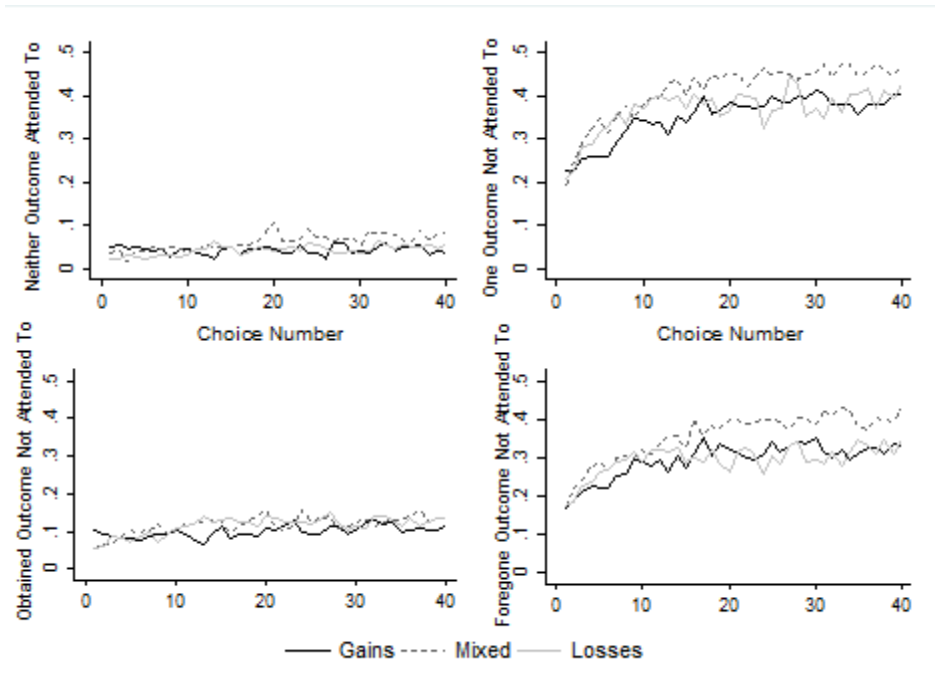 Neither Outcome Attended To
.5
.4
.3
.2
.1
0
0 10 20 30 40
Choice Number
One Outcome Not Attended To
.5
.4
.3
.2
.1
0
0 10 20 30 40
Choice Number
Obtained Outcome Not Attended To
.5
.4
.3
.2
.1
0
0 10 20 30 40
Foregone Outcome Not Attended To
.5
.4
.3
.2
.1
0
0 10 20 30 40
Gains Mixed Losses